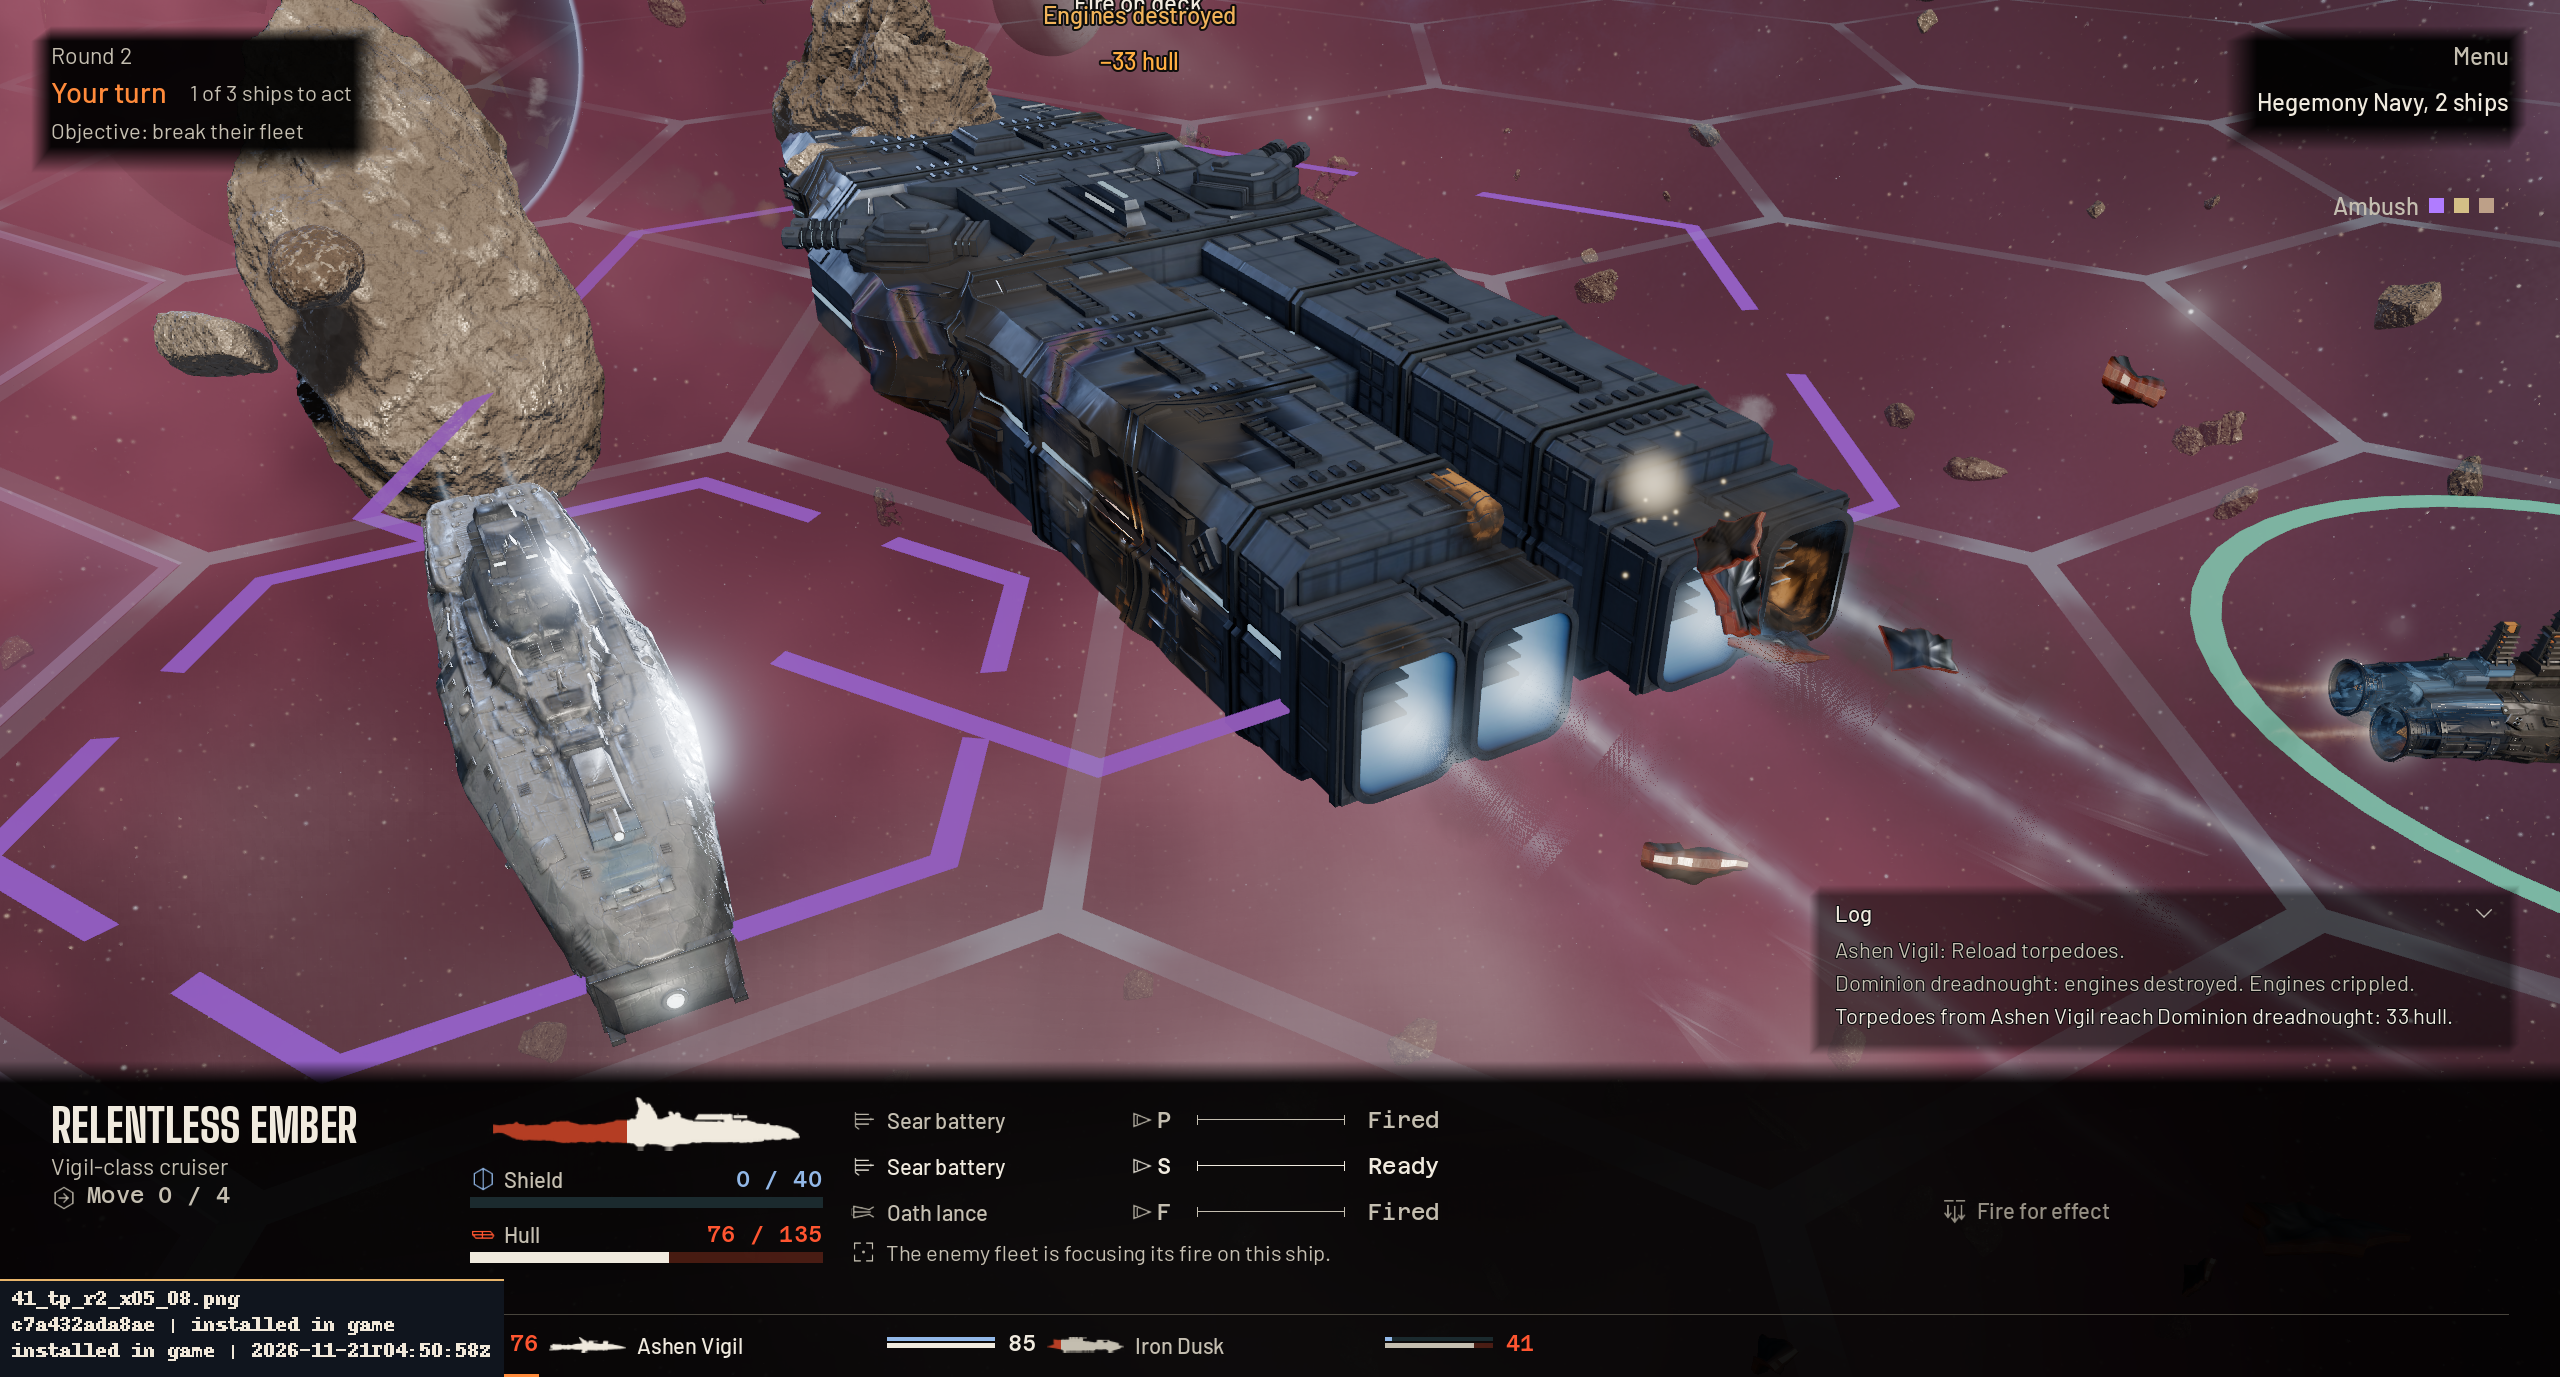 Fire on deck
Engines destroyed
−33 hull
Round 2
Your turn 1 of 3 ships to act
Objective: break their fleet
Menu
Hegemony Navy, 2 ships
Ambush
Log
Ashen Vigil: Reload torpedoes.
Dominion dreadnought: engines destroyed. Engines crippled.
Torpedoes from Ashen Vigil reach Dominion dreadnought: 33 hull.
RELENTLESS EMBER
Vigil-class cruiser
Move 0 / 4
Shield 0 / 40
Hull 76 / 135
Sear battery P Fired
Sear battery S Ready
Oath lance F Fired
The enemy fleet is focusing its fire on this ship.
Fire for effect
41_tp_r2_x05_08.png
c7a432ada8ae | installed in game
installed in game | 2026-11-21T04:50:58Z
76 Ashen Vigil 85 Iron Dusk 41